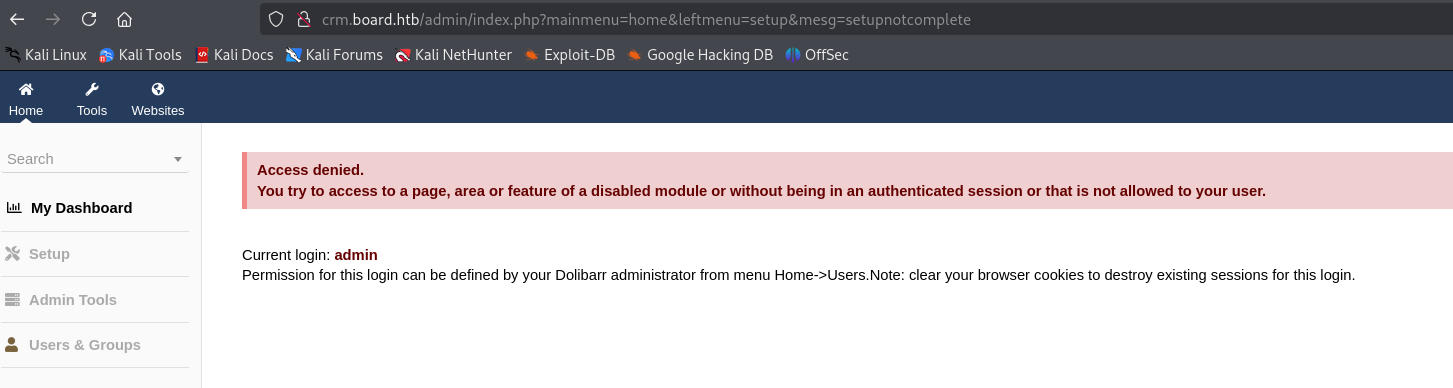 crm.board.htb/admin/index.php?mainmenu=home&leftmenu=setup&mesg=setupnotcomplete
Kali Linux Kali Tools Kali Docs Kali Forums Kali NetHunter Exploit-DB Google Hacking DB OffSec
Home Tools Websites
Search
My Dashboard
Setup
Admin Tools
Users & Groups
Access denied.
You try to access to a page, area or feature of a disabled module or without being in an authenticated session or that is not allowed to your user.
Current login: admin
Permission for this login can be defined by your Dolibarr administrator from menu Home->Users.Note: clear your browser cookies to destroy existing sessions for this login.